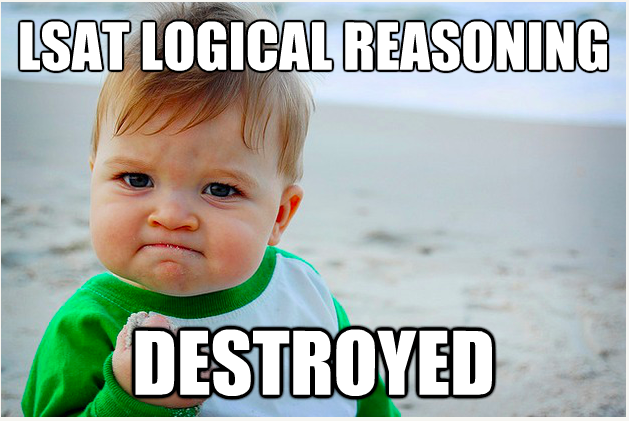 LSAT LOGICAL REASONING
DESTROYED